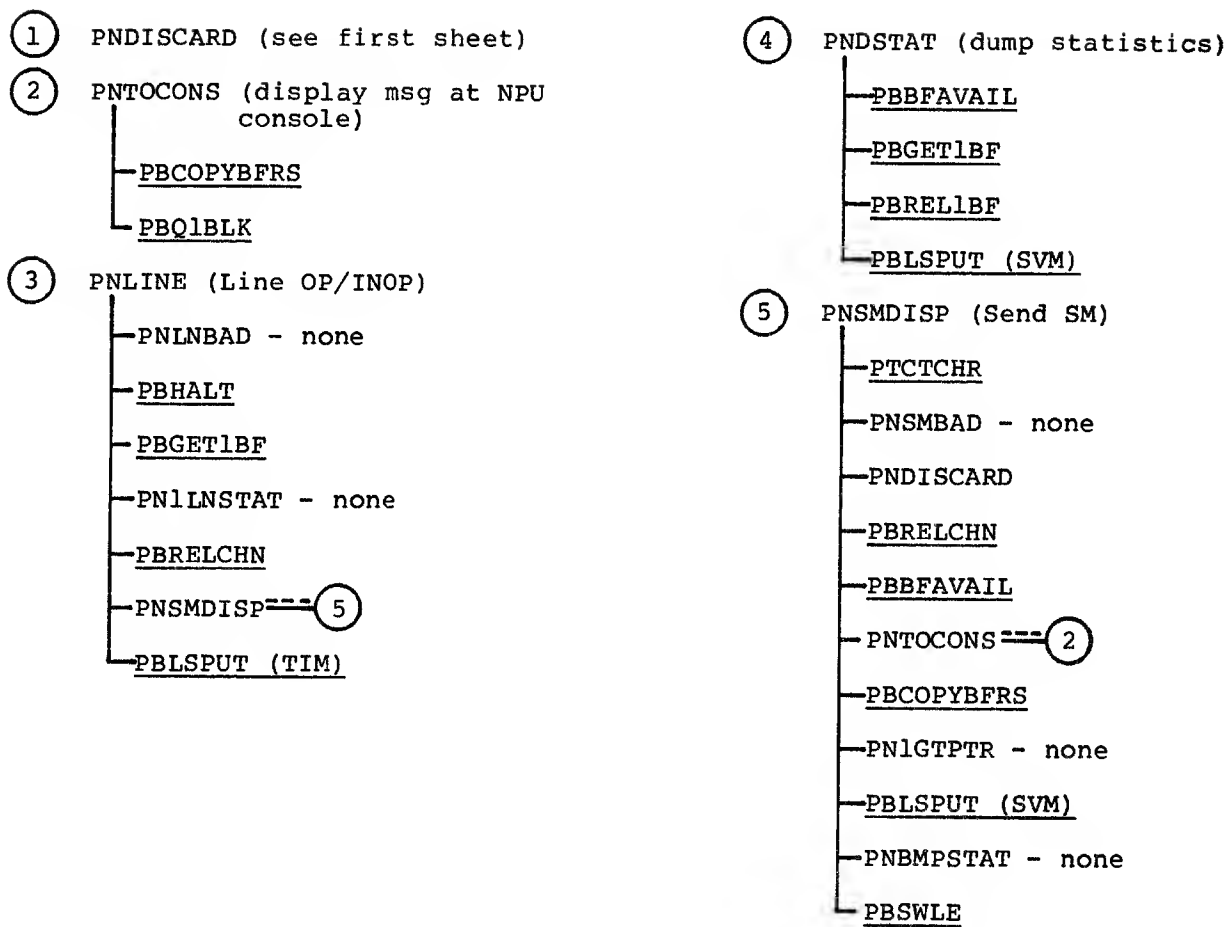 1 PNDISCARD (see first sheet)
2 PNTOCONS (display msg at NPU
console)
PBCOPYBFRS
PBQ1BLK
3 PNLINE (Line OP/INOP)
PNLNBAD - none
PBHALT
PBGET1BF
PN1LNSTAT - none
PBRELCHN
PNSMDISP 5
PBLSPUT (TIM)
4 PNDSTAT (dump statistics)
PBBFAVAIL
PBGET1BF
PBREL1BF
PBLSPUT (SVM)
5 PNSMDISP (Send SM)
PTCTCHR
PNSMBAD - none
PNDISCARD
PBRELCHN
PBBFAVAIL
PNTOCONS 2
PBCOPYBFRS
PN1GTPTR - none
PBLSPUT (SVM)
PNBMPSTAT - none
PBSWLE